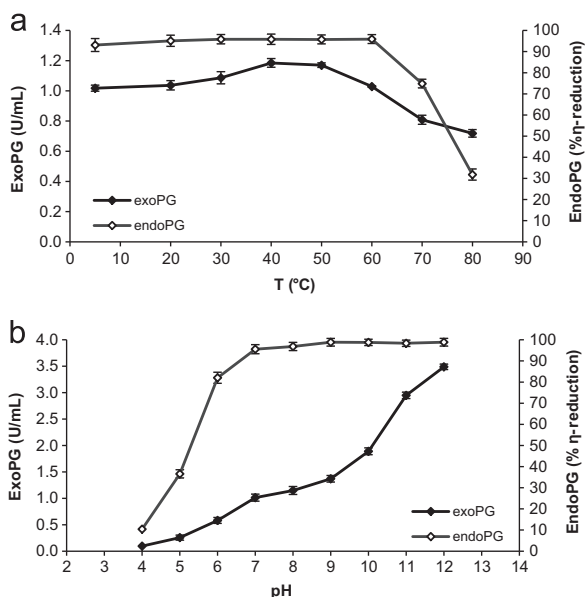 a
1.4
1.2
1.0
0.8
0.6
0.4
0.2
0.0
ExoPG (U/mL)
100
90
80
70
60
50
40
30
20
10
0
EndoPG (%η-reduction)
exoPG
endoPG
0 10 20 30 40 50 60 70 80 90
T (°C)
b
4.0
3.5
3.0
2.5
2.0
1.5
1.0
0.5
0.0
ExoPG (U/mL)
100
90
80
70
60
50
40
30
20
10
0
EndoPG (% η-reduction)
exoPG
endoPG
2 3 4 5 6 7 8 9 10 11 12 13 14
pH